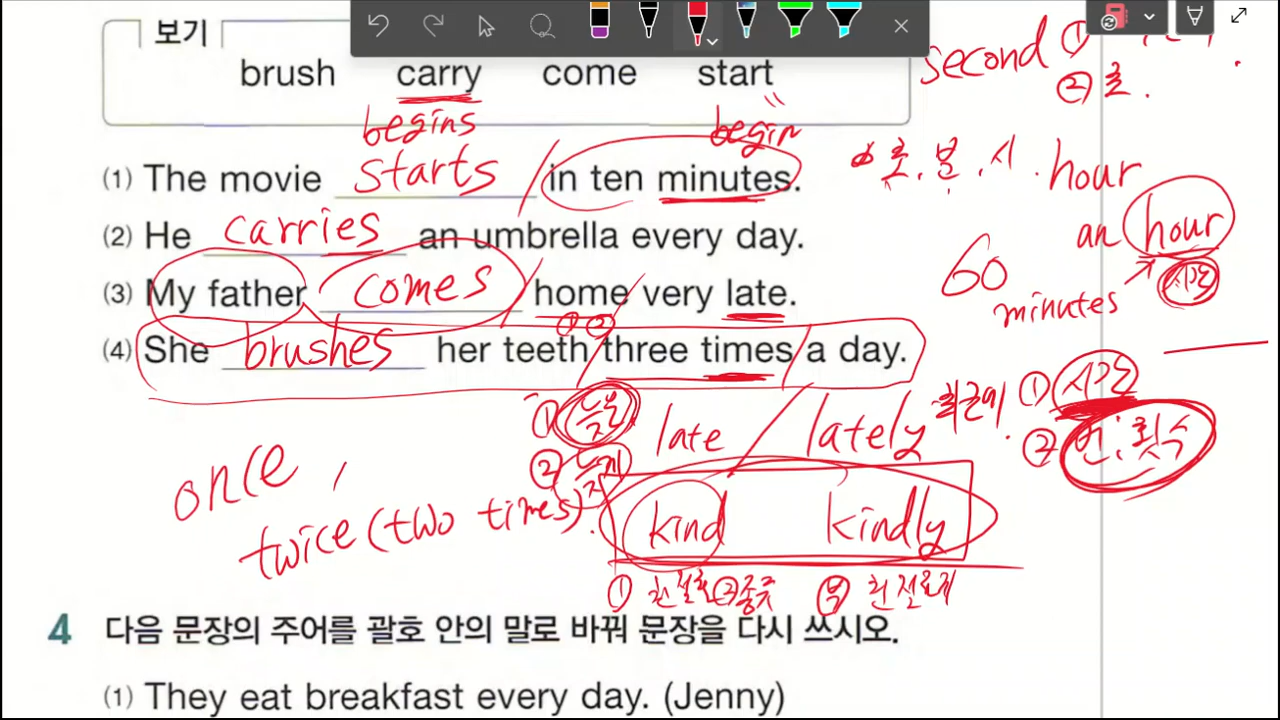 보기
brush carry come start
begins
begin
(1) The movie starts in ten minutes.
(2) He carries an umbrella every day.
(3) My father comes home very late.
① ②
(4) She brushes her teeth three times a day.
second ①
② 초.
초. 분. 시. hour
an hour
시간
60
minutes
① 늦은 late lately 최근에.
② 늦게
① 시간
② 번, 횟수
once,
twice (two times).
kind kindly
① 친절한 ② 종류 부 친절하게
4 다음 문장의 주어를 괄호 안의 말로 바꿔 문장을 다시 쓰시오.
(1) They eat breakfast every day. (Jenny)